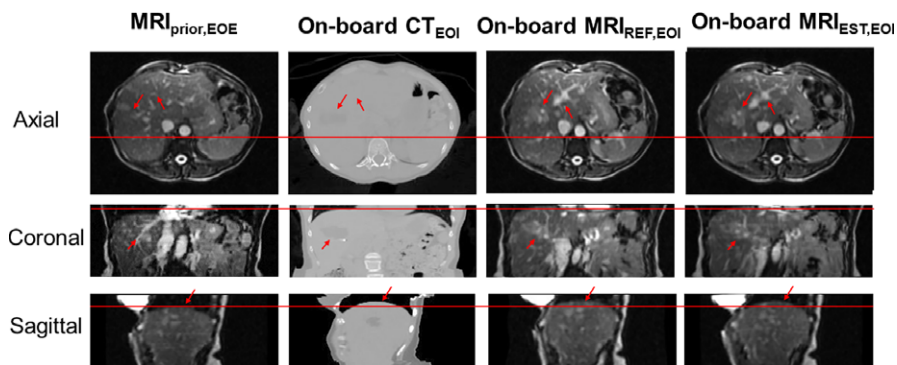 MRIprior,EOE On-board CTEOI On-board MRIREF,EOI On-board MRIEST,EOI
Axial
Coronal
Sagittal